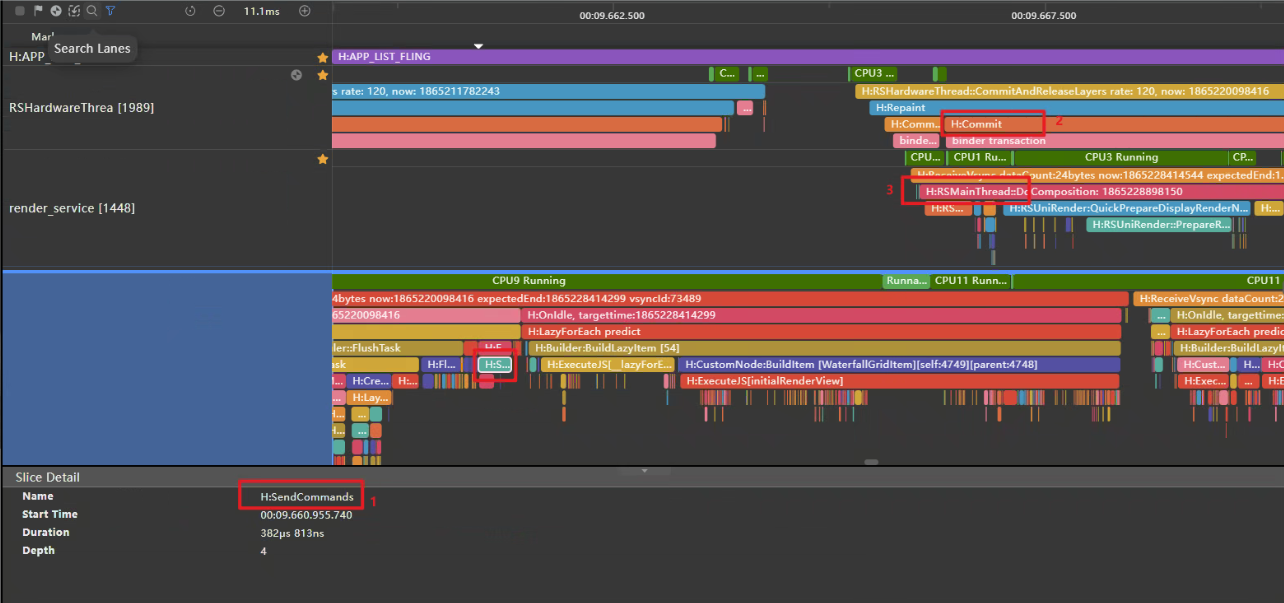 11.1ms
00:09.662.500
00:09.667.500
Search Lanes
H:APP_LIST_FLING
C...
...
CPU3 ...
s rate: 120, now: 1865211782243
H:RSHardwareThread::CommitAndReleaseLayers rate: 120, now: 1865220098416
RSHardwareThrea [1989]
...
H:Repaint
H:Comm...
H:Commit
2
binde...
binder transaction
CPU...
CPU1 Ru...
CPU3 Running
CP...
H:ReceiveVsync dataCount:24bytes now:1865228414544 expectedEnd:1...
3
H:RSMainThread::DoComposition: 1865228898150
render_service [1448]
H:RS...
H:RSUniRender:QuickPrepareDisplayRenderN...
H:...
H:RSUniRender::PrepareR...
CPU9 Running
Runna...
CPU11 Runn...
CPU11
24bytes now:1865220098416 expectedEnd:1865228414299 vsyncId:73489
H:ReceiveVsync dataCount:2
865220098416
H:OnIdle, targettime:1865228414299
...
H:OnIdle, targettime:18652
H:LazyForEach predict
...
H:LazyForEach predic
ler::FlushTask
H:F...
H:Builder:BuildLazyItem [54]
H:Builder:BuildLazyI
ask
H:Fl...
H:S...
H:ExecuteJS[__lazyForE...
H:CustomNode:BuildItem [WaterfallGridItem][self:4749][parent:4748]
H:Cust...
H...
H:C
H:Cre...
H:...
H:ExecuteJS[initialRenderView]
H:Exec...
...
H:E
H:Lay...
...
...
Slice Detail
Name
H:SendCommands
1
Start Time
00:09.660.955.740
Duration
382μs 813ns
Depth
4